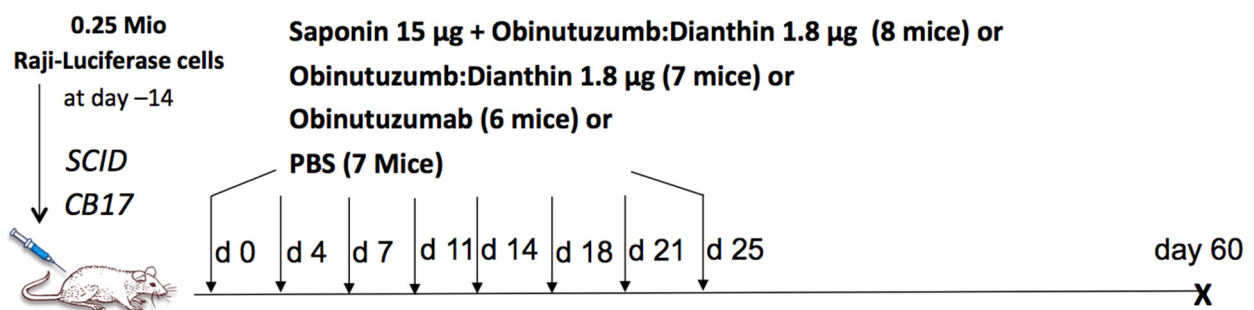 0.25 Mio
Raji-Luciferase cells
at day –14
SCID
CB17
Saponin 15 µg + Obinutuzumb:Dianthin 1.8 µg (8 mice) or
Obinutuzumb:Dianthin 1.8 µg (7 mice) or
Obinutuzumab (6 mice) or
PBS (7 Mice)
d 0 d 4 d 7 d 11 d 14 d 18 d 21 d 25 day 60
X